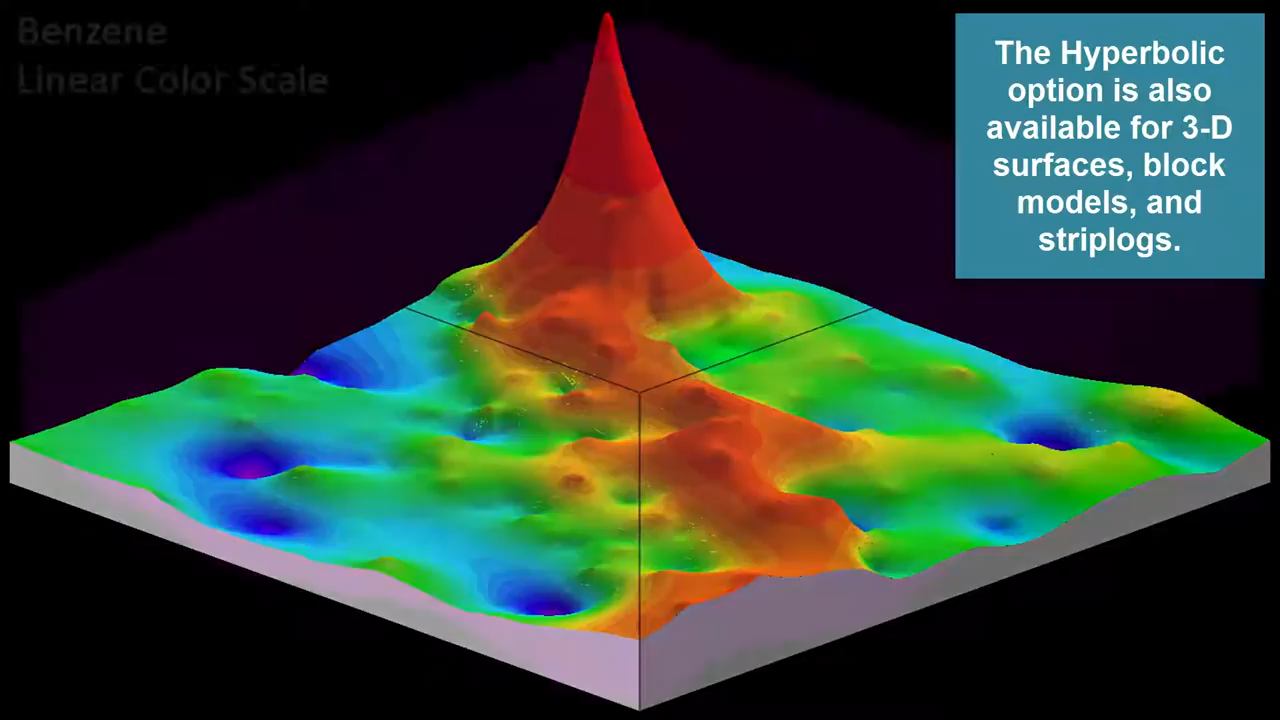 Benzene
Linear Color Scale
The Hyperbolic
option is also
available for 3-D
surfaces, block
models, and
striplogs.